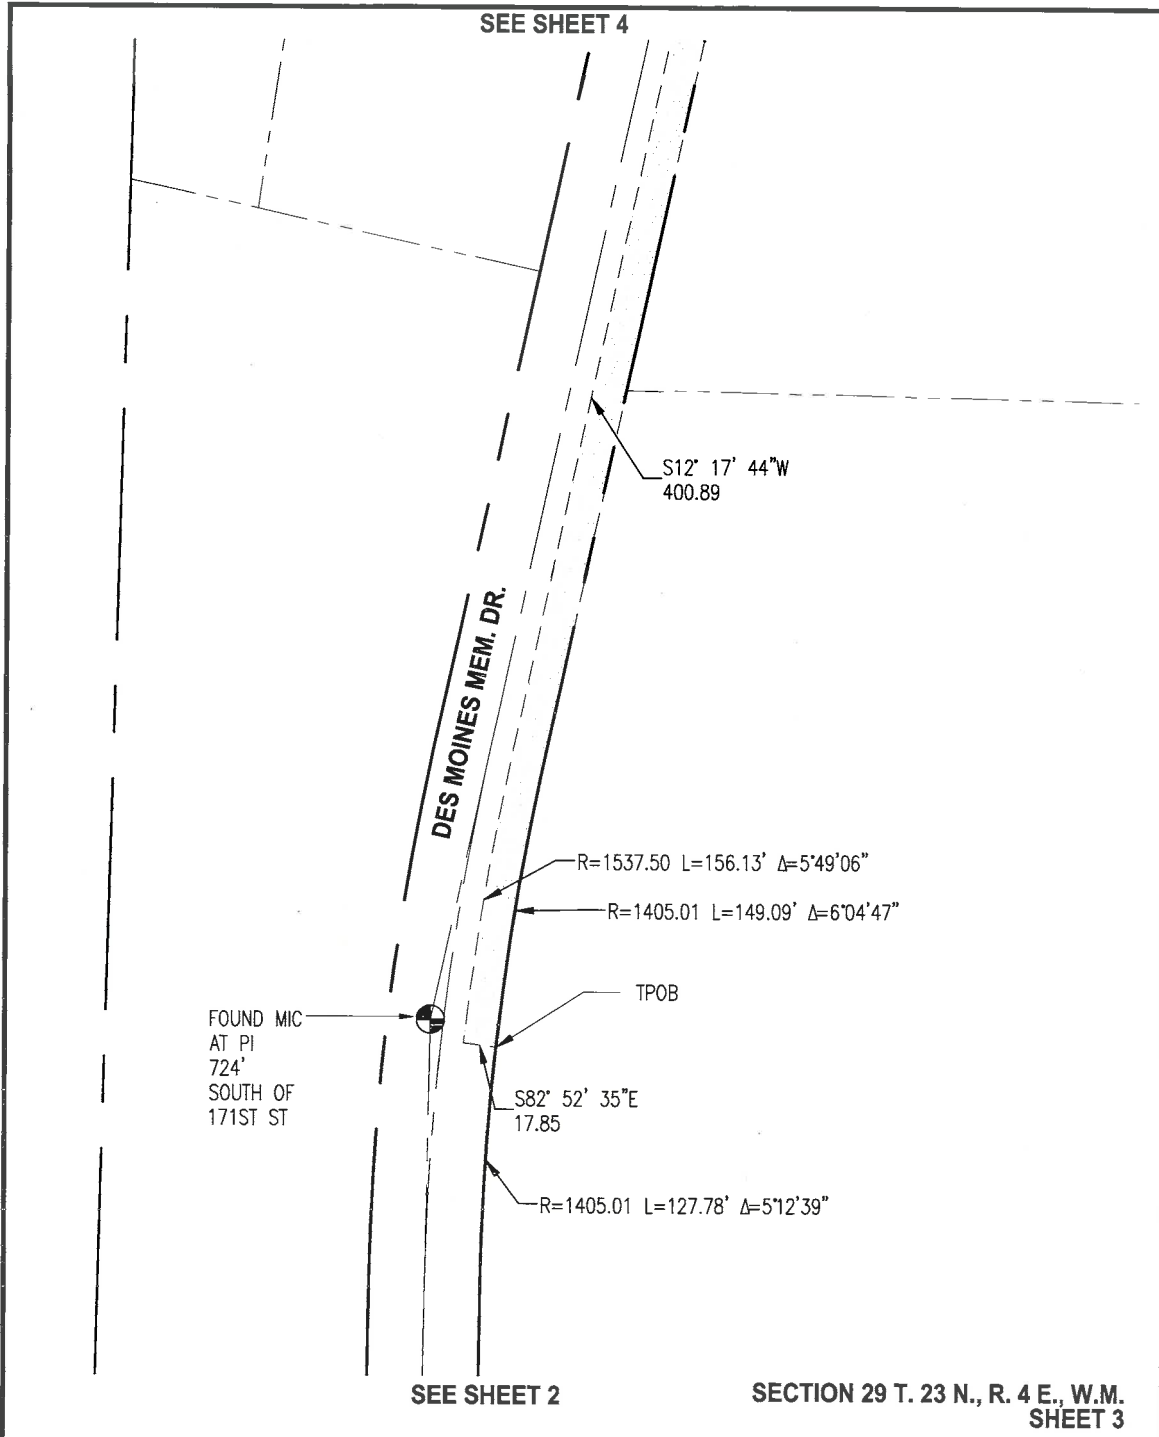 SEE SHEET 4
S12° 17' 44"W
400.89
DES MOINES MEM. DR.
R=1537.50 L=156.13' Δ=5°49'06"
R=1405.01 L=149.09' Δ=6°04'47"
TPOB
FOUND MIC
AT PI
724'
SOUTH OF
171ST ST
S82° 52' 35"E
17.85
R=1405.01 L=127.78' Δ=5°12'39"
SEE SHEET 2
SECTION 29 T. 23 N., R. 4 E., W.M.
SHEET 3